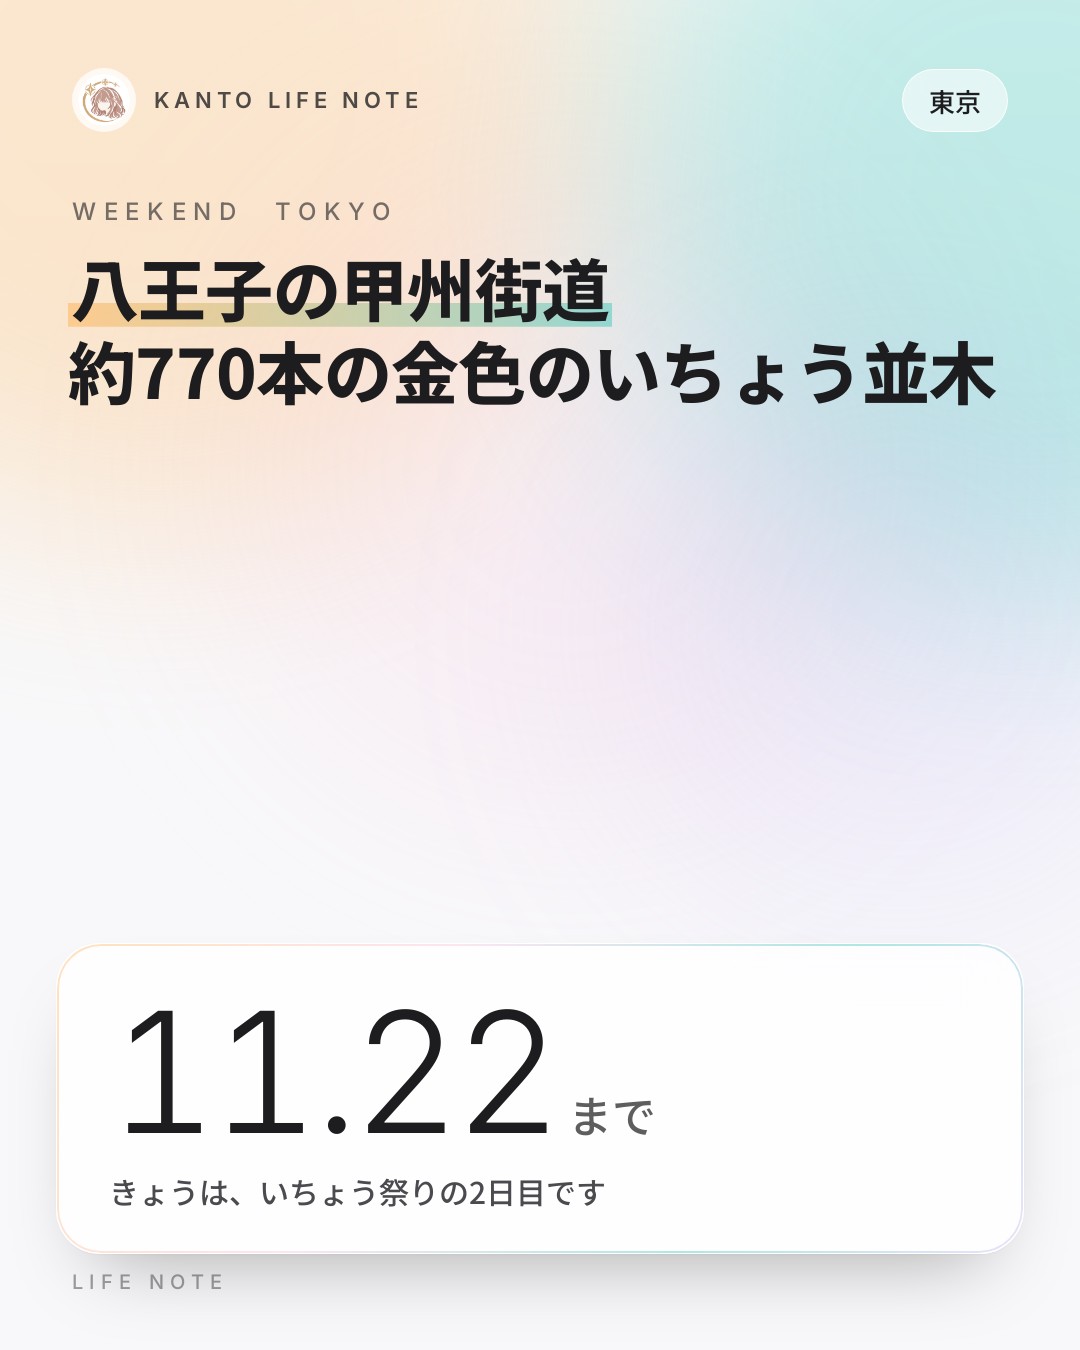 KANTO LIFE NOTE
東京
WEEKEND TOKYO
八王子の甲州街道
約770本の金色のいちょう並木
11.22 まで
きょうは、いちょう祭りの2日目です
LIFE NOTE